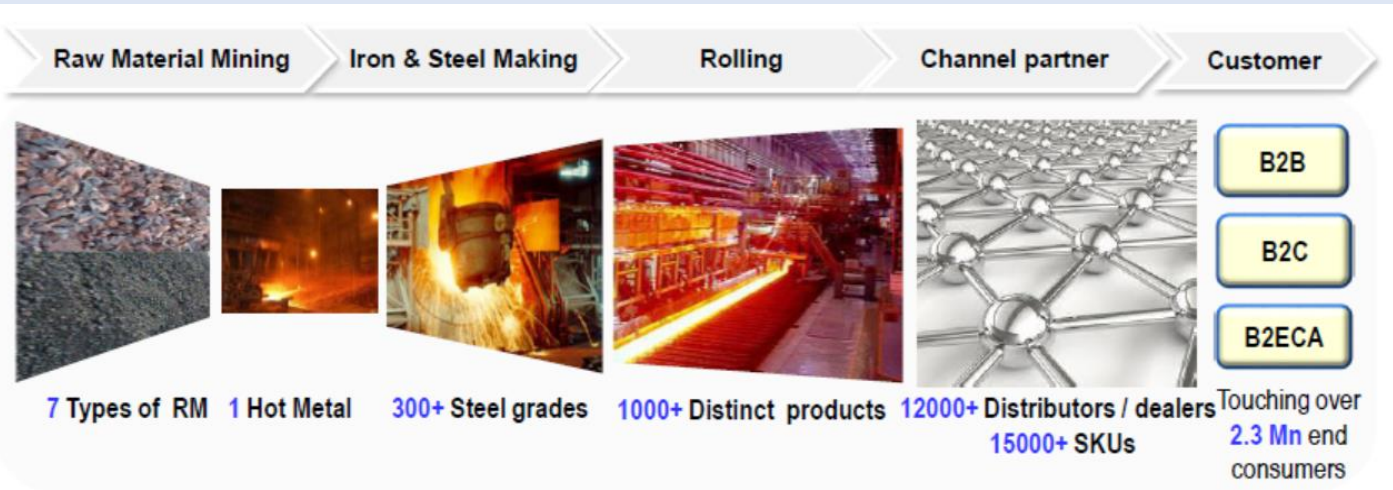 Raw Material Mining
Iron & Steel Making
Rolling
Channel partner
Customer
B2B
B2C
B2ECA
7 Types of RM
1 Hot Metal
300+ Steel grades
1000+ Distinct products
12000+ Distributors / dealers
15000+ SKUs
Touching over
2.3 Mn end
consumers